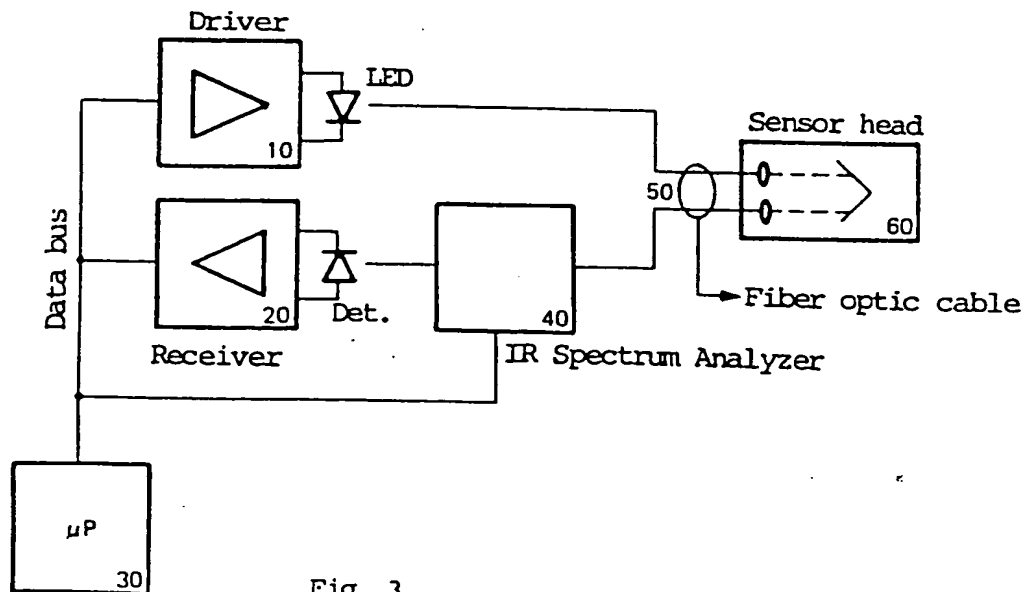 Driver
LED
10
Sensor head
50
60
Data bus
20
Det.
40
Fiber optic cable
Receiver
IR Spectrum Analyzer
µP
30
Fig. 3